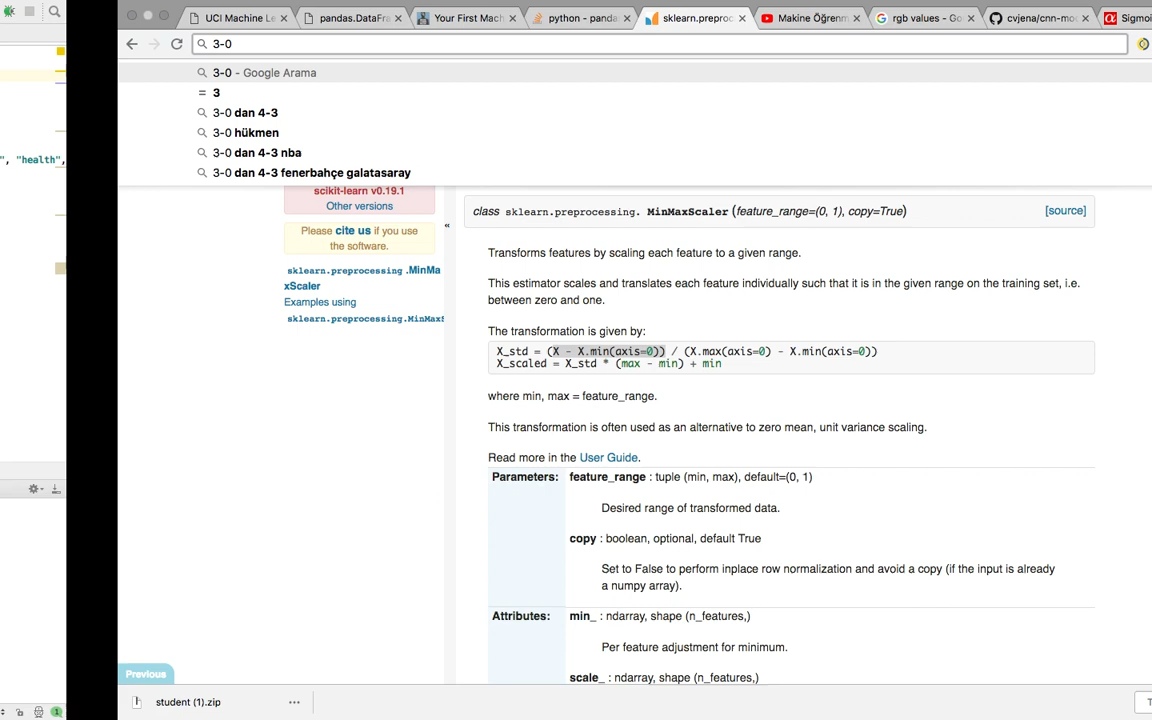 UCI Machine Le
pandas.DataFra
Your First Mach
python - panda
sklearn.preproc
Makine Öğrenm
rgb values - Go
cvjena/cnn-mo
Sigmoi
3-0
3-0 - Google Arama
= 3
3-0 dan 4-3
3-0 hükmen
3-0 dan 4-3 nba
3-0 dan 4-3 fenerbahçe galatasaray
", "health",
scikit-learn v0.19.1
Other versions
Please cite us if you use
the software.
sklearn.preprocessing.MinMa
xScaler
Examples using
sklearn.preprocessing.MinMaxS
«
class sklearn.preprocessing. MinMaxScaler (feature_range=(0, 1), copy=True)
[source]
Transforms features by scaling each feature to a given range.
This estimator scales and translates each feature individually such that it is in the given range on the training set, i.e.
between zero and one.
The transformation is given by:
X_std = (X - X.min(axis=0)) / (X.max(axis=0) - X.min(axis=0))
X_scaled = X_std * (max - min) + min
where min, max = feature_range.
This transformation is often used as an alternative to zero mean, unit variance scaling.
Read more in the User Guide.
Parameters:
feature_range : tuple (min, max), default=(0, 1)
Desired range of transformed data.
copy : boolean, optional, default True
Set to False to perform inplace row normalization and avoid a copy (if the input is already
a numpy array).
Attributes:
min_ : ndarray, shape (n_features,)
Per feature adjustment for minimum.
scale_ : ndarray, shape (n_features,)
Previous
student (1).zip
T
1